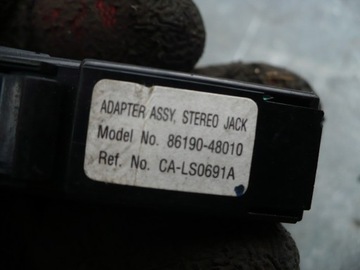 ADAPTER ASSY, STEREO JACK
Model No. 86190-48010
Ref. No. CA-LS0691A